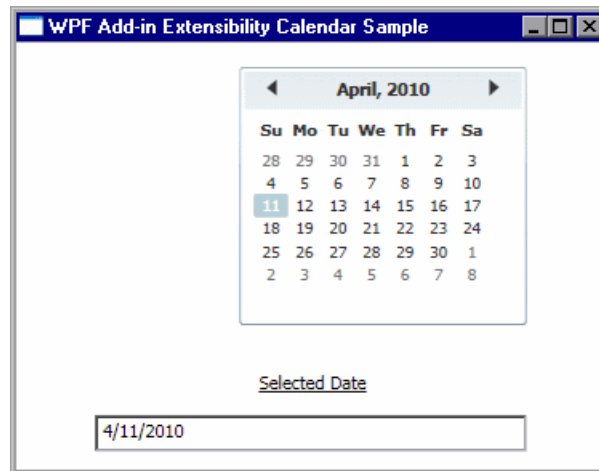 WPF Add-in Extensibility Calendar Sample
April, 2010
Su Mo Tu We Th Fr Sa
28 29 30 31 1 2 3
4 5 6 7 8 9 10
11 12 13 14 15 16 17
18 19 20 21 22 23 24
25 26 27 28 29 30 1
2 3 4 5 6 7 8
Selected Date
4/11/2010